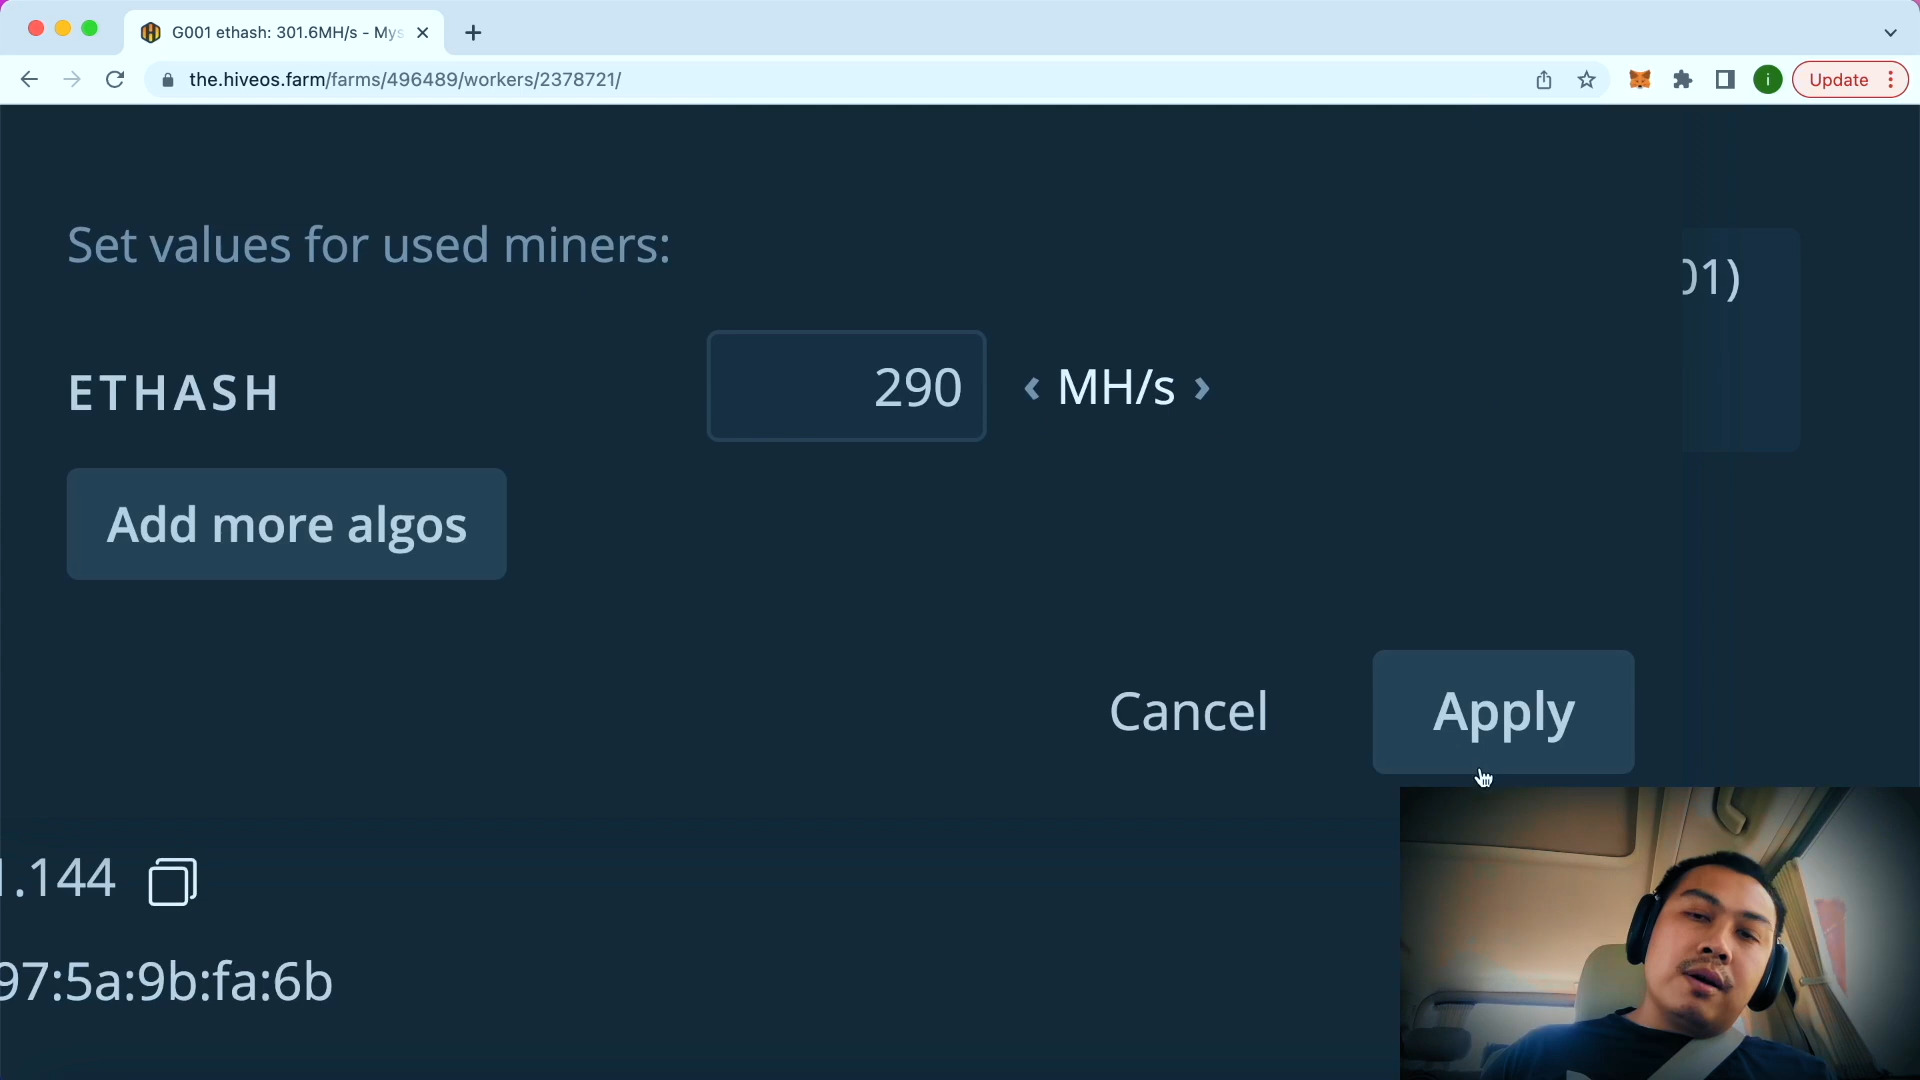 G001 ethash: 301.6MH/s - Mys
the.hiveos.farm/farms/496489/workers/2378721/
i
Update
Set values for used miners:
01)
ETHASH
290
‹ MH/s ›
Add more algos
Cancel
Apply
.144
97:5a:9b:fa:6b